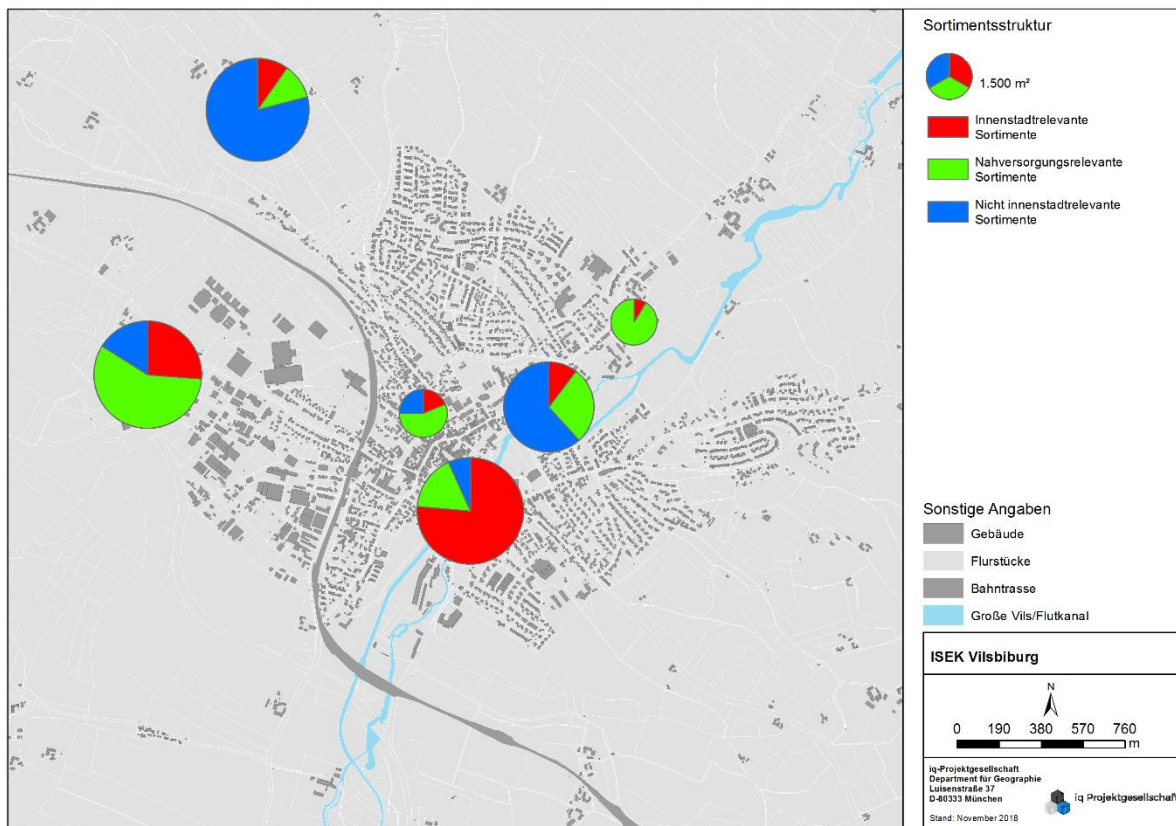 Sortimentsstruktur
1.500 m²
Innenstadtrelevante
Sortimente
Nahversorgungsrelevante
Sortimente
Nicht innenstadtrelevante
Sortimente
Sonstige Angaben
Gebäude
Flurstücke
Bahntrasse
Große Vils/Flutkanal
ISEK Vilsbiburg
N
0 190 380 570 760
m
iq-Projektgesellschaft
Department für Geographie
Luisenstraße 37
D-80333 München
iq Projektgesellschaft
Stand: November 2018